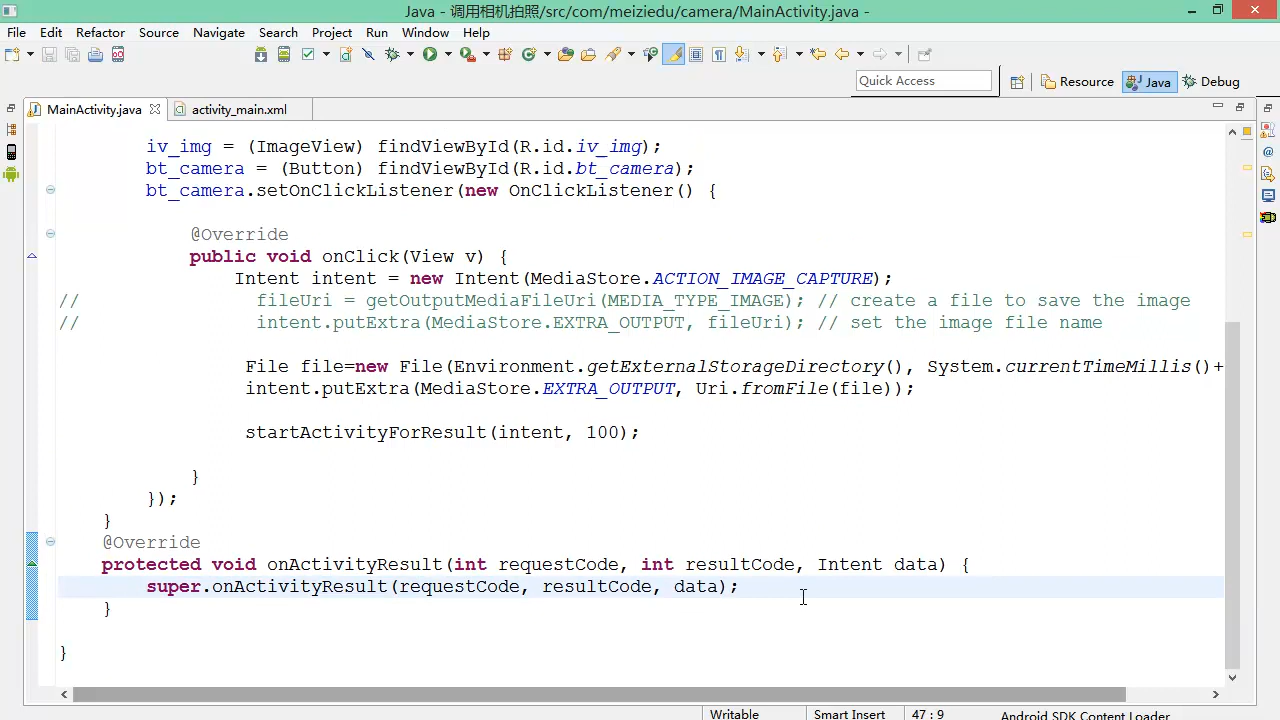 Java - 调用相机拍照/src/com/meiziedu/camera/MainActivity.java -
File Edit Refactor Source Navigate Search Project Run Window Help
Quick Access
Resource Java Debug
MainActivity.java activity_main.xml
iv_img = (ImageView) findViewById(R.id.iv_img);
bt_camera = (Button) findViewById(R.id.bt_camera);
bt_camera.setOnClickListener(new OnClickListener() {
@Override
public void onClick(View v) {
Intent intent = new Intent(MediaStore.ACTION_IMAGE_CAPTURE);
// fileUri = getOutputMediaFileUri(MEDIA_TYPE_IMAGE); // create a file to save the image
// intent.putExtra(MediaStore.EXTRA_OUTPUT, fileUri); // set the image file name
File file=new File(Environment.getExternalStorageDirectory(), System.currentTimeMillis()+
intent.putExtra(MediaStore.EXTRA_OUTPUT, Uri.fromFile(file));
startActivityForResult(intent, 100);
}
});
}
@Override
protected void onActivityResult(int requestCode, int resultCode, Intent data) {
super.onActivityResult(requestCode, resultCode, data);
}
}
Writable Smart Insert 47 : 9 Android SDK Content Loader